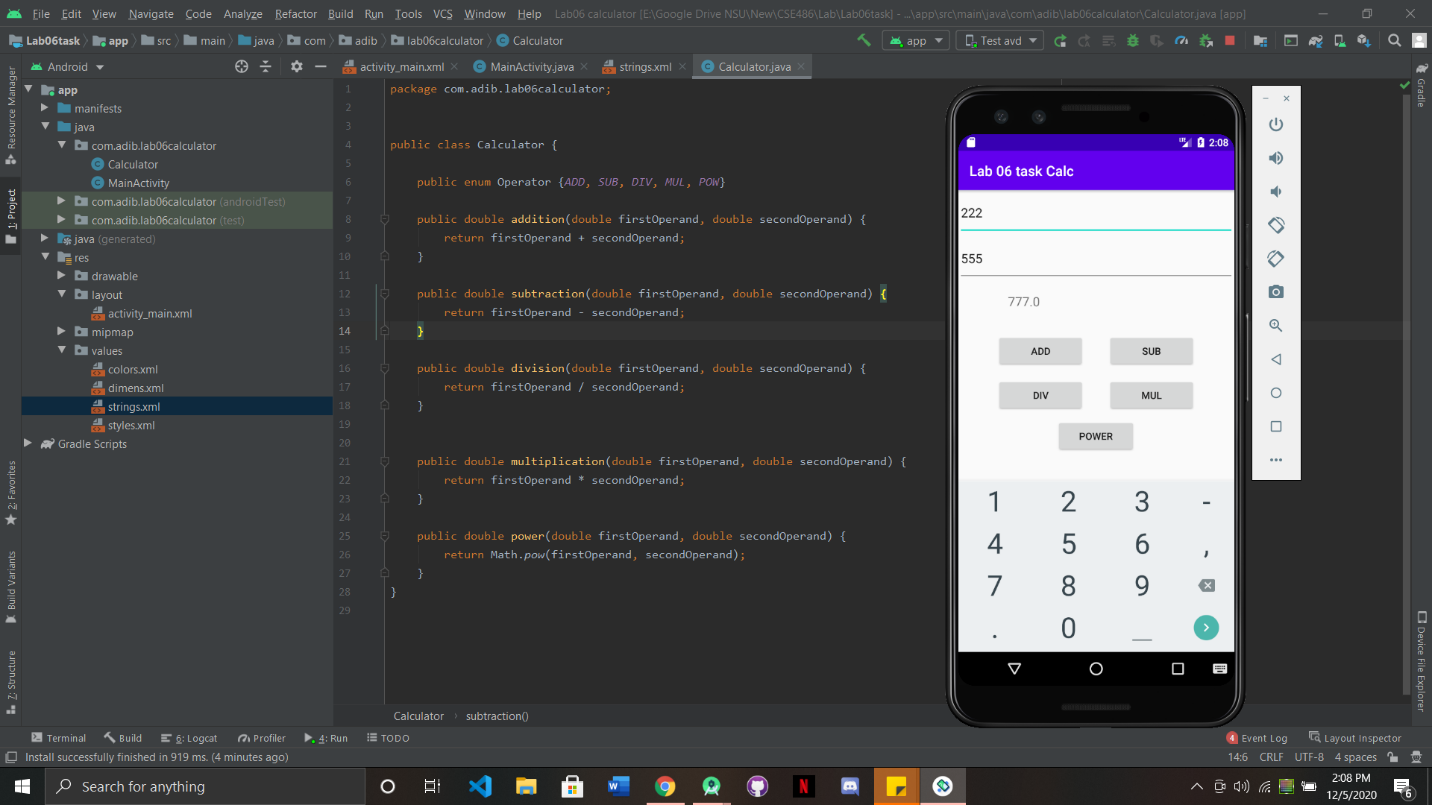 File Edit View Navigate Code Analyze Refactor Build Run Tools VCS Window Help Lab06 calculator [E:\Google Drive NSU\New\CSE486\Lab\Lab06task] - ...\app\src\main\java\com\adib\lab06calculator\Calculator.java [app]
Lab06task app src main java com adib lab06calculator Calculator app Test avd
Android activity_main.xml MainActivity.java strings.xml Calculator.java
Resource Manager
1: Project
2: Favorites
Build Variants
7: Structure
app
manifests
java
com.adib.lab06calculator
Calculator
MainActivity
com.adib.lab06calculator (androidTest)
com.adib.lab06calculator (test)
java (generated)
res
drawable
layout
activity_main.xml
mipmap
values
colors.xml
dimens.xml
strings.xml
styles.xml
Gradle Scripts
1 package com.adib.lab06calculator;
2
3
4 public class Calculator {
5
6 public enum Operator {ADD, SUB, DIV, MUL, POW}
7
8 public double addition(double firstOperand, double secondOperand) {
9 return firstOperand + secondOperand;
10 }
11
12 public double subtraction(double firstOperand, double secondOperand) {
13 return firstOperand - secondOperand;
14 }
15
16 public double division(double firstOperand, double secondOperand) {
17 return firstOperand / secondOperand;
18 }
19
20
21 public double multiplication(double firstOperand, double secondOperand) {
22 return firstOperand * secondOperand;
23 }
24
25 public double power(double firstOperand, double secondOperand) {
26 return Math.pow(firstOperand, secondOperand);
27 }
28 }
29
2:08
Lab 06 task Calc
222
555
777.0
ADD SUB
DIV MUL
POWER
1 2 3 -
4 5 6 ,
7 8 9
. 0 _
Gradle
Device File Explorer
Calculator subtraction()
Terminal Build 6: Logcat Profiler 4: Run TODO 4 Event Log Layout Inspector
Install successfully finished in 919 ms. (4 minutes ago) 14:6 CRLF UTF-8 4 spaces
Search for anything
2:08 PM
12/5/2020
6